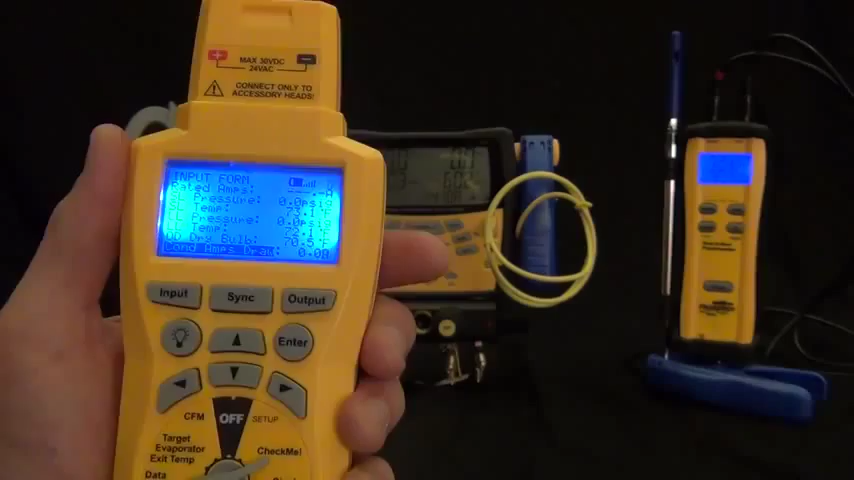 + MAX 30VDC -
24VAC
CONNECT ONLY TO
ACCESSORY HEADS!
INPUT FORM
Rated Amps: ---.-A
SL Pressure: 0.0psig
SL Temp: 73.1°F
LL Pressure: 0.0psig
LL Temp: 72.1°F
OD Dry Bulb: 70.5°F
Cond Amps Draw: 0.0A
Input
Sync
Output
Enter
CFM
OFF
SETUP
Target
Evaporator
Exit Temp
CheckMe!
Data